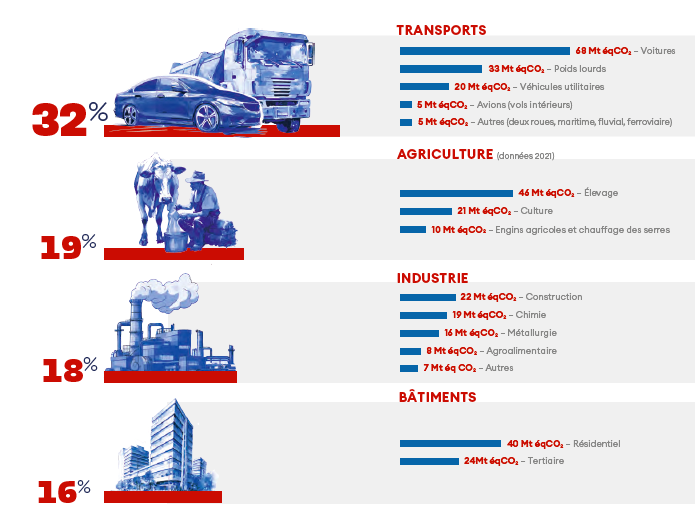 TRANSPORTS
68 Mt éqCO₂ – Voitures
33 Mt éqCO₂ – Poids lourds
20 Mt éqCO₂ – Véhicules utilitaires
5 Mt éqCO₂ – Avions (vols intérieurs)
5 Mt éqCO₂ – Autres (deux roues, maritime, fluvial, ferroviaire)
32%
AGRICULTURE (données 2021)
46 Mt éqCO₂ – Élevage
21 Mt éqCO₂ – Culture
10 Mt éqCO₂ – Engins agricoles et chauffage des serres
19%
INDUSTRIE
22 Mt éqCO₂ – Construction
19 Mt éqCO₂ – Chimie
16 Mt éqCO₂ – Métallurgie
8 Mt éqCO₂ – Agroalimentaire
7 Mt éq CO₂ – Autres
18%
BÂTIMENTS
40 Mt éqCO₂ – Résidentiel
24Mt éqCO₂ – Tertiaire
16%